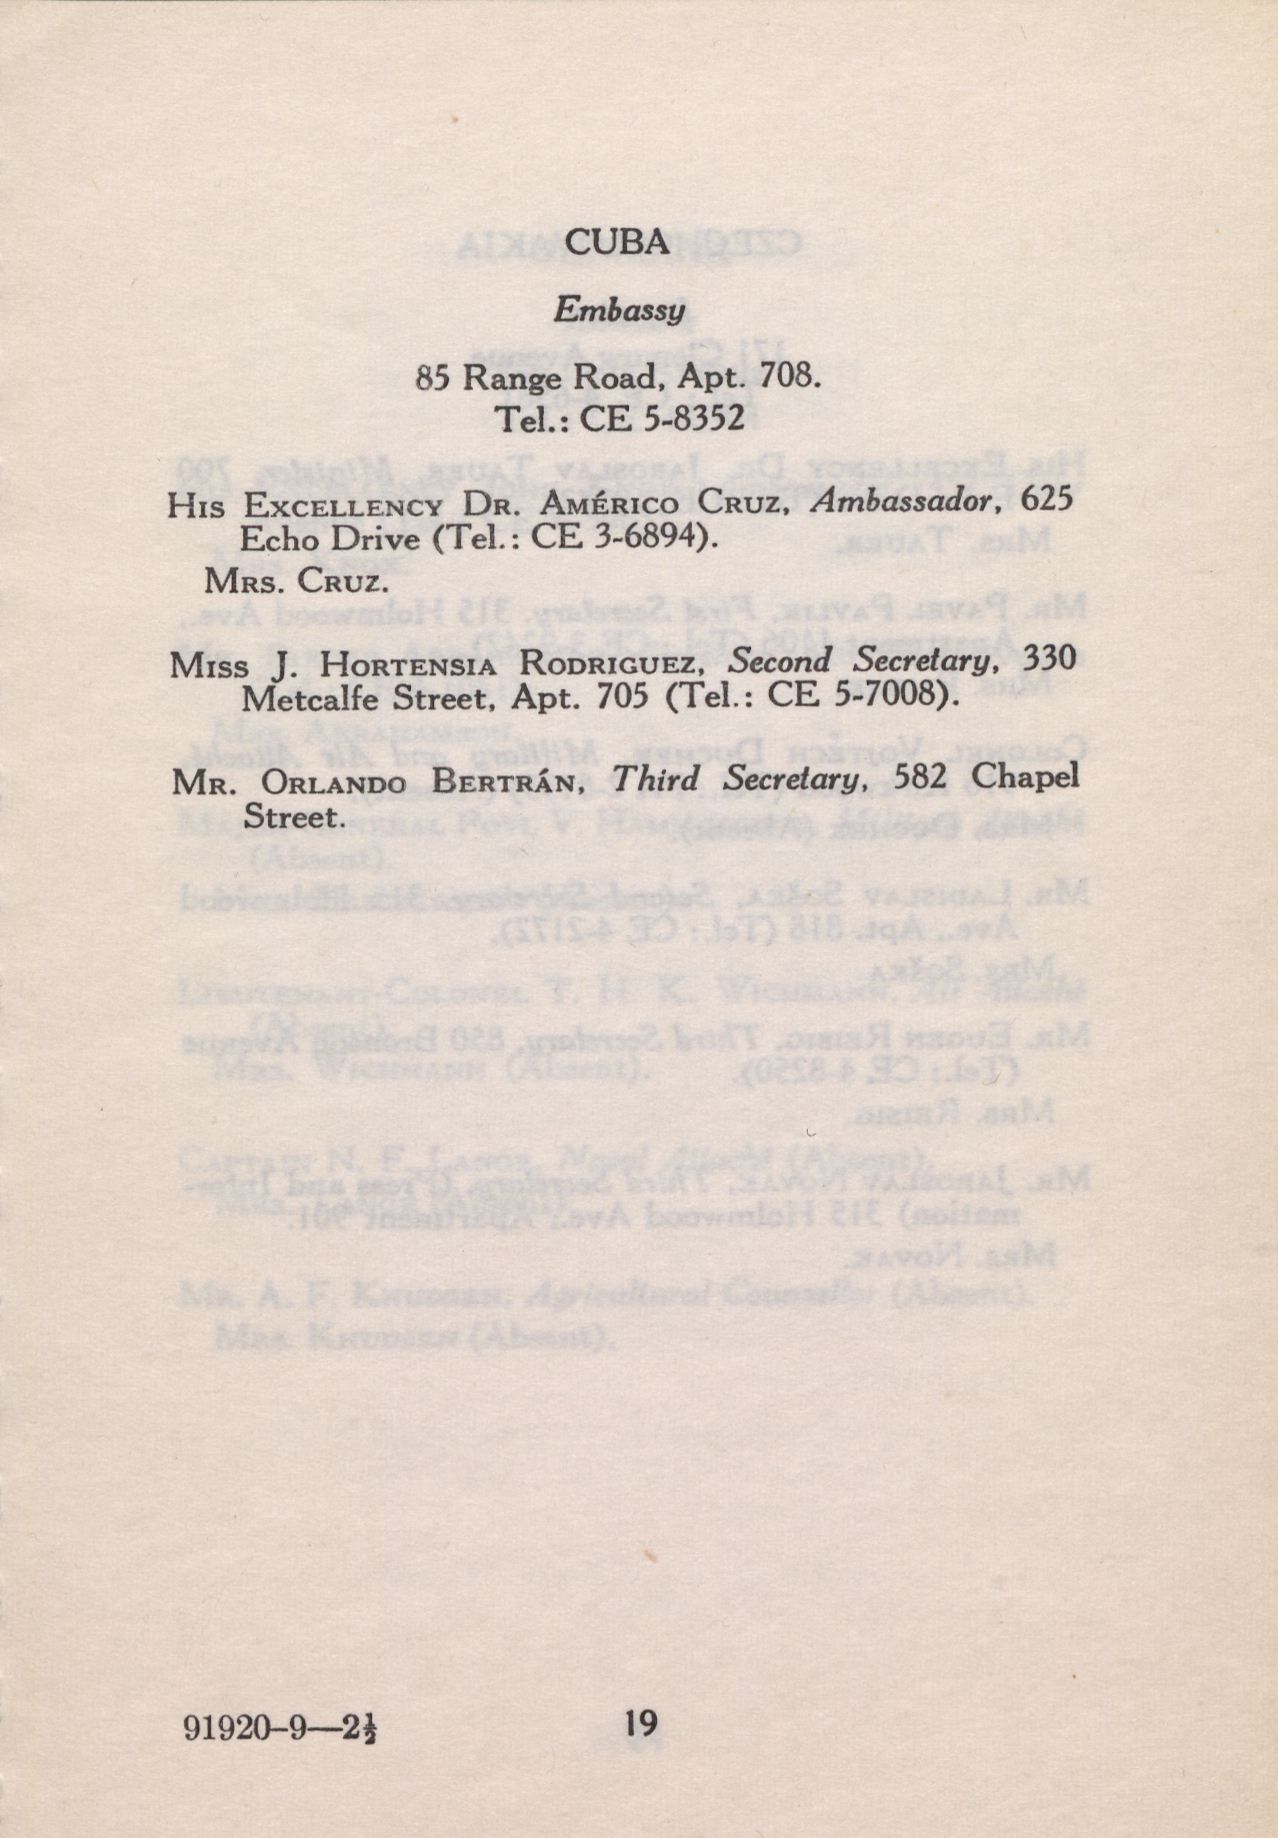 CUBA
Embassy
85 Range Road, Apt. 708.
Tel.: CE 5-8352
His Excellency Dr. Américo Cruz, Ambassador, 625
Echo Drive (Tel.: CE 3-6894).
Mrs. Cruz.
Miss J. Hortensia Rodriguez, Second Secretary, 330
Metcalfe Street, Apt. 705 (Tel.: CE 5-7008).
Mr. Orlando Bertrán, Third Secretary, 582 Chapel
Street.
91920-9—2½
19